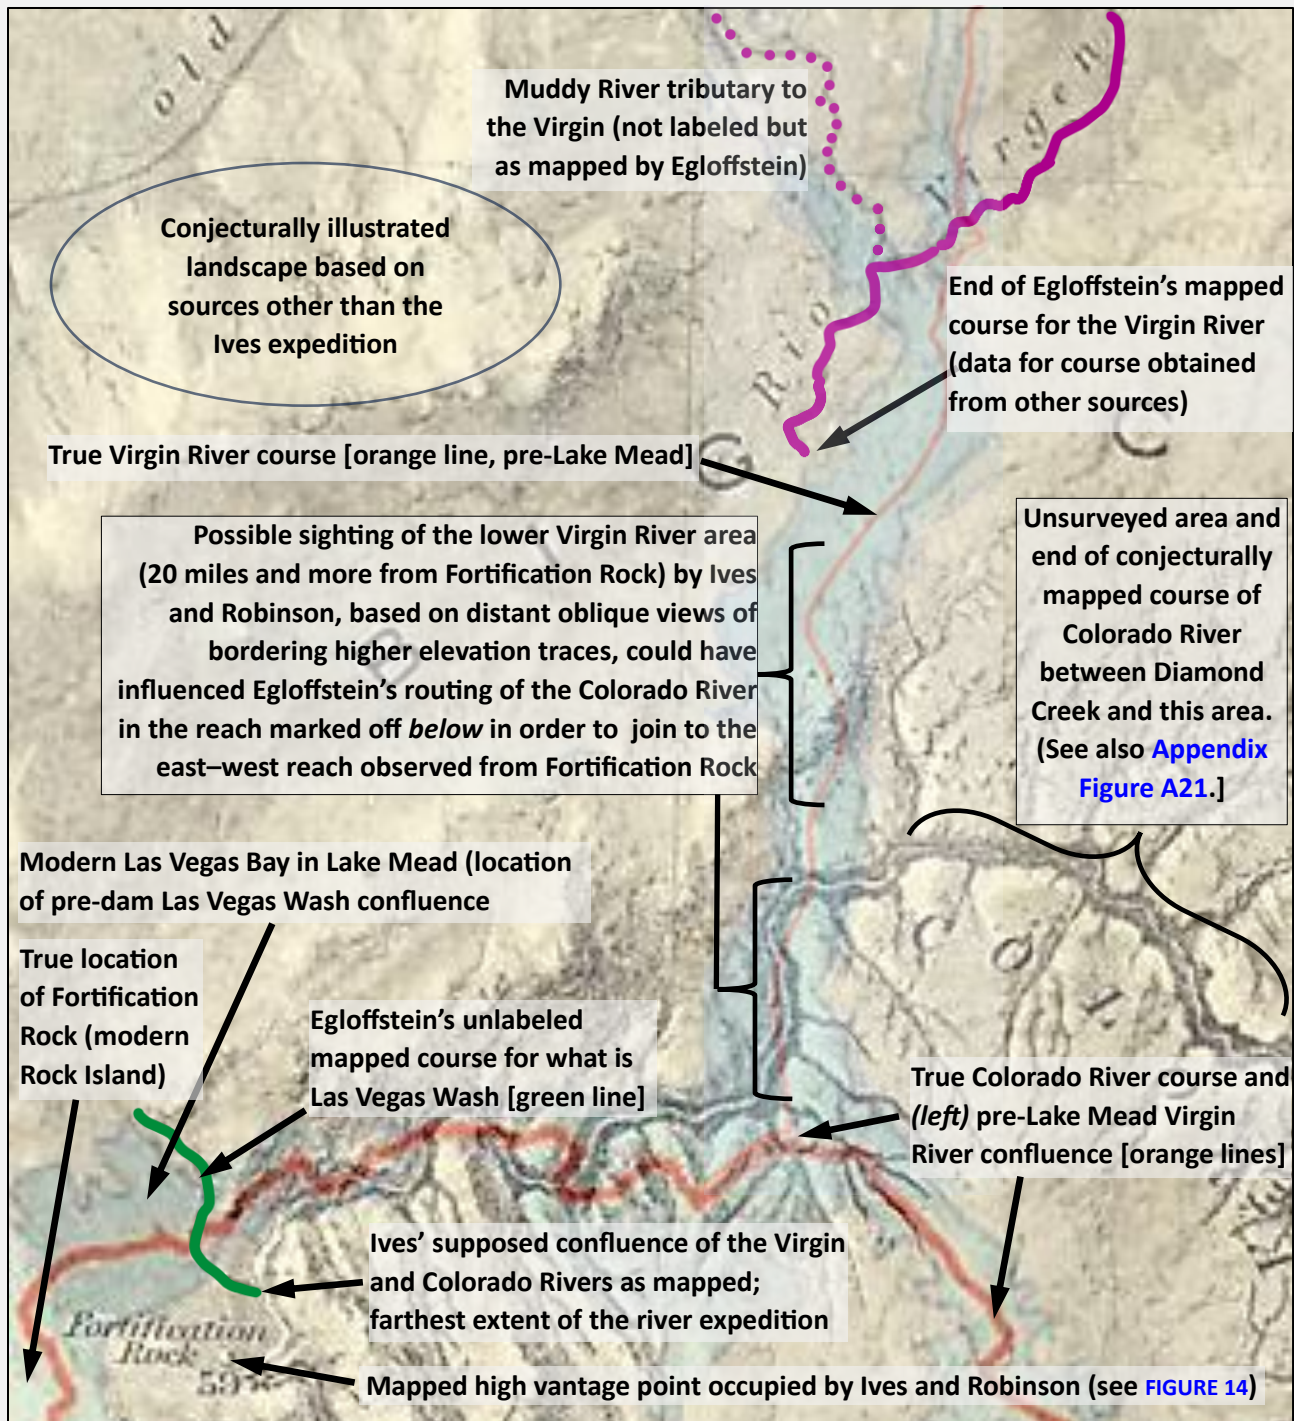 old
Muddy River tributary to
the Virgin (not labeled but
as mapped by Egloffstein)
Rio Virgen
Conjecturally illustrated
landscape based on
sources other than the
Ives expedition
End of Egloffstein’s mapped
course for the Virgin River
(data for course obtained
from other sources)
C
G
True Virgin River course [orange line, pre-Lake Mead]
Possible sighting of the lower Virgin River area
(20 miles and more from Fortification Rock) by Ives
and Robinson, based on distant oblique views of
bordering higher elevation traces, could have
influenced Egloffstein’s routing of the Colorado River
in the reach marked off below in order to join to the
east–west reach observed from Fortification Rock
Unsurveyed area and
end of conjecturally
mapped course of
Colorado River
between Diamond
Creek and this area.
(See also Appendix
Figure A21.]
Modern Las Vegas Bay in Lake Mead (location
of pre-dam Las Vegas Wash confluence
True location
of Fortification
Rock (modern
Rock Island)
Egloffstein’s unlabeled
mapped course for what is
Las Vegas Wash [green line]
C O L
True Colorado River course and
(left) pre-Lake Mead Virgin
River confluence [orange lines]
Ives’ supposed confluence of the Virgin
and Colorado Rivers as mapped;
farthest extent of the river expedition
Fortification
Rock
Mapped high vantage point occupied by Ives and Robinson (see FIGURE 14)